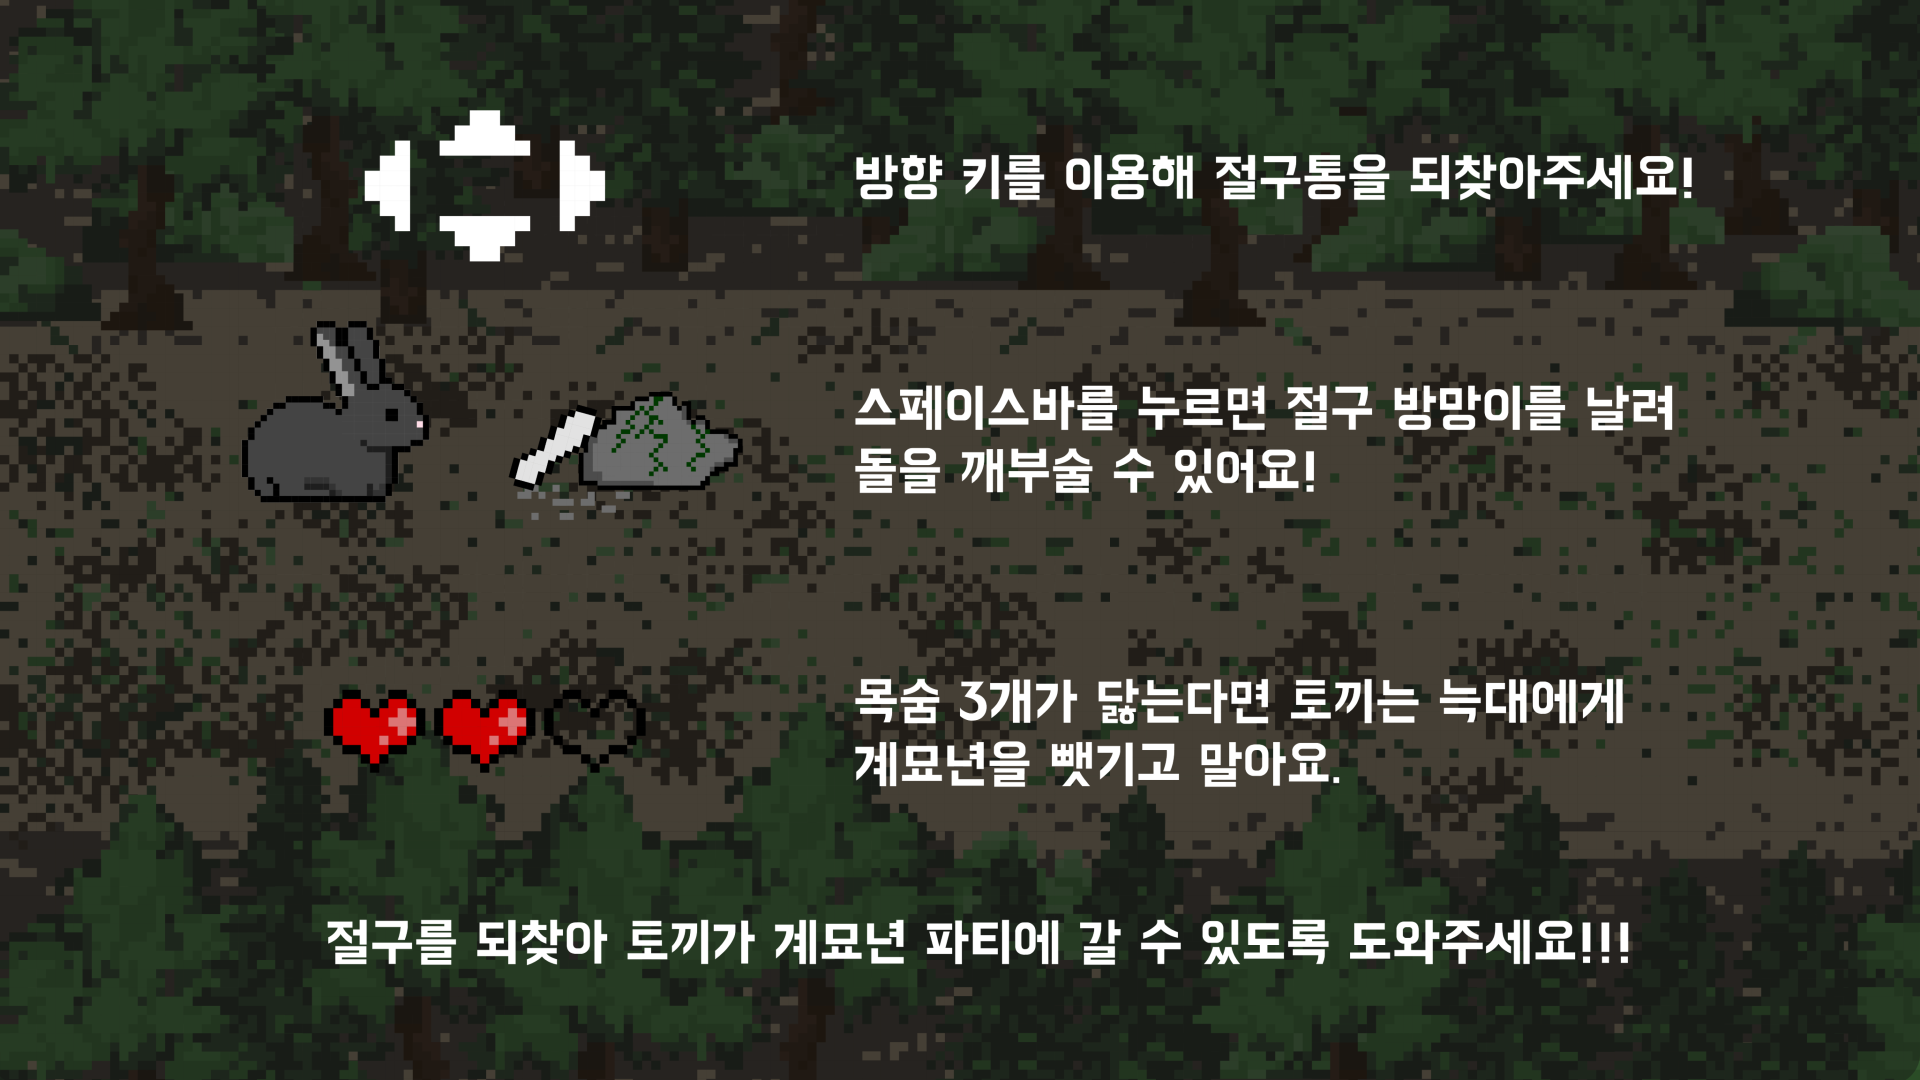 방향 키를 이용해 절구통을 되찾아주세요!
스페이스바를 누르면 절구 방망이를 날려
돌을 깨부술 수 있어요!
목숨 3개가 닳는다면 토끼는 늑대에게
계묘년을 뺏기고 말아요.
절구를 되찾아 토끼가 계묘년 파티에 갈 수 있도록 도와주세요!!!